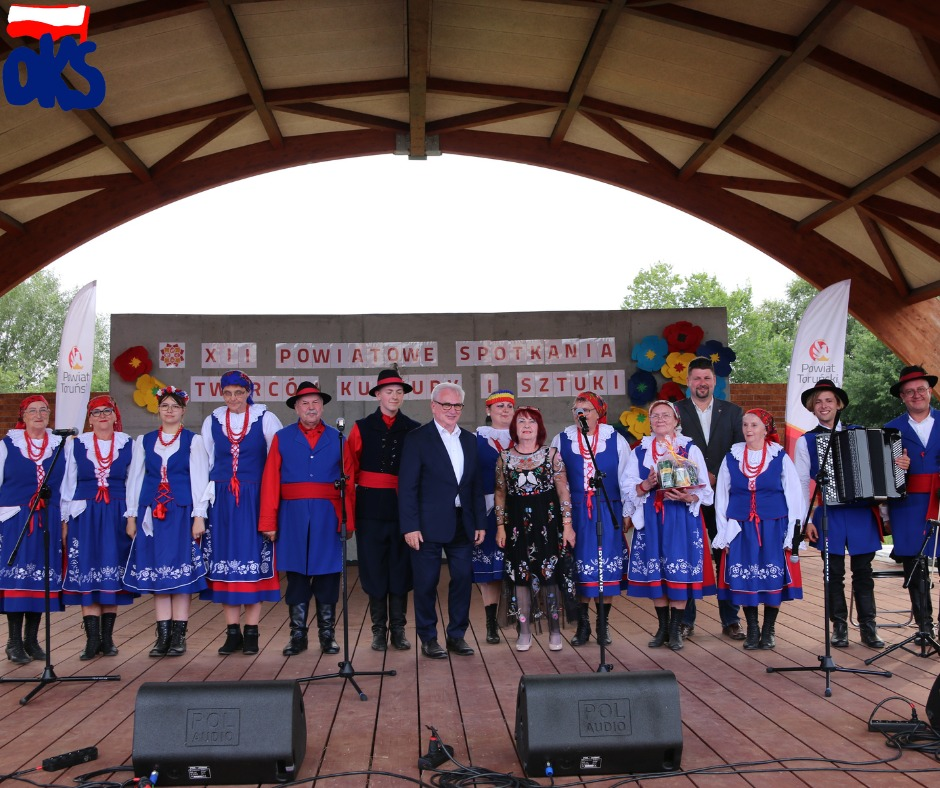 OKS
XII POWIATOWE SPOTKANIA
TWÓRCÓW KULTURY I SZTUKI
Powiat
Toruński
Powiat
Toruński
POL
AUDIO
POL
AUDIO